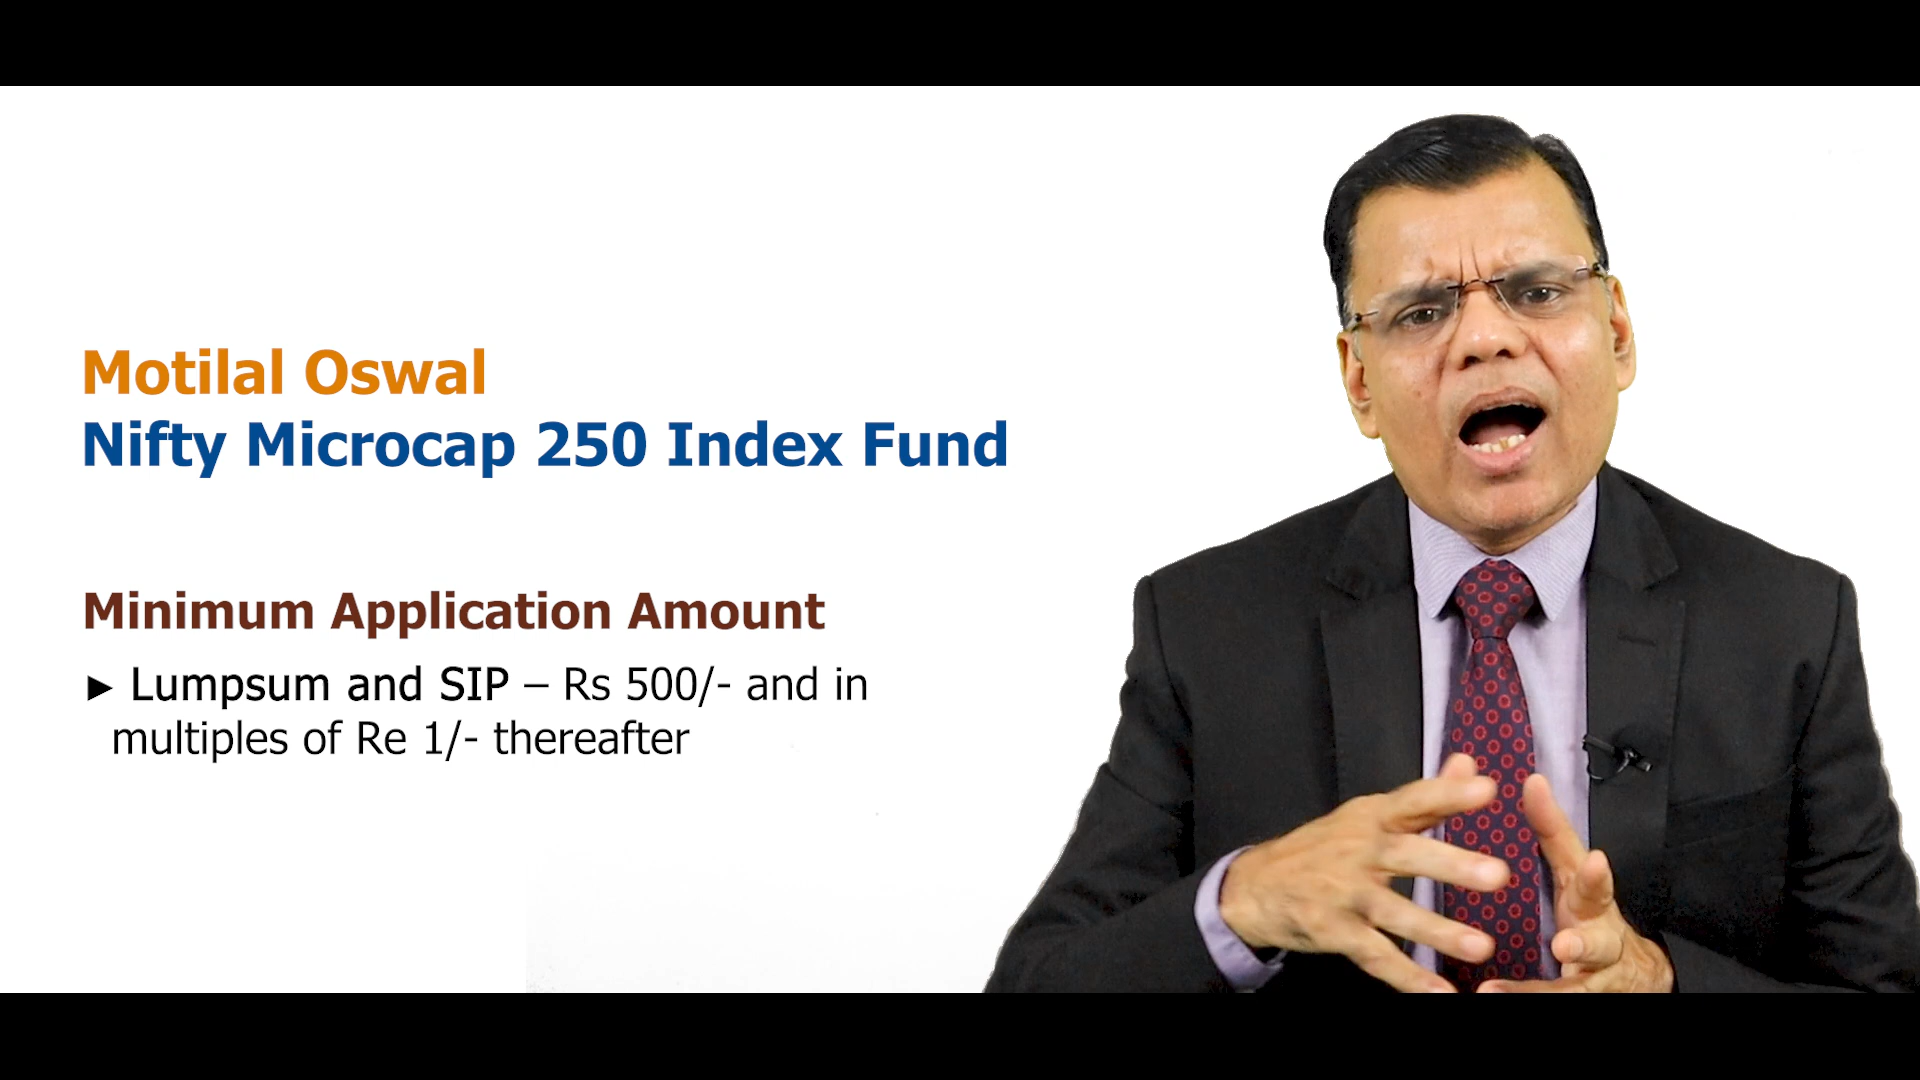 Motilal Oswal
Nifty Microcap 250 Index Fund
Minimum Application Amount
► Lumpsum and SIP – Rs 500/- and in
multiples of Re 1/- thereafter